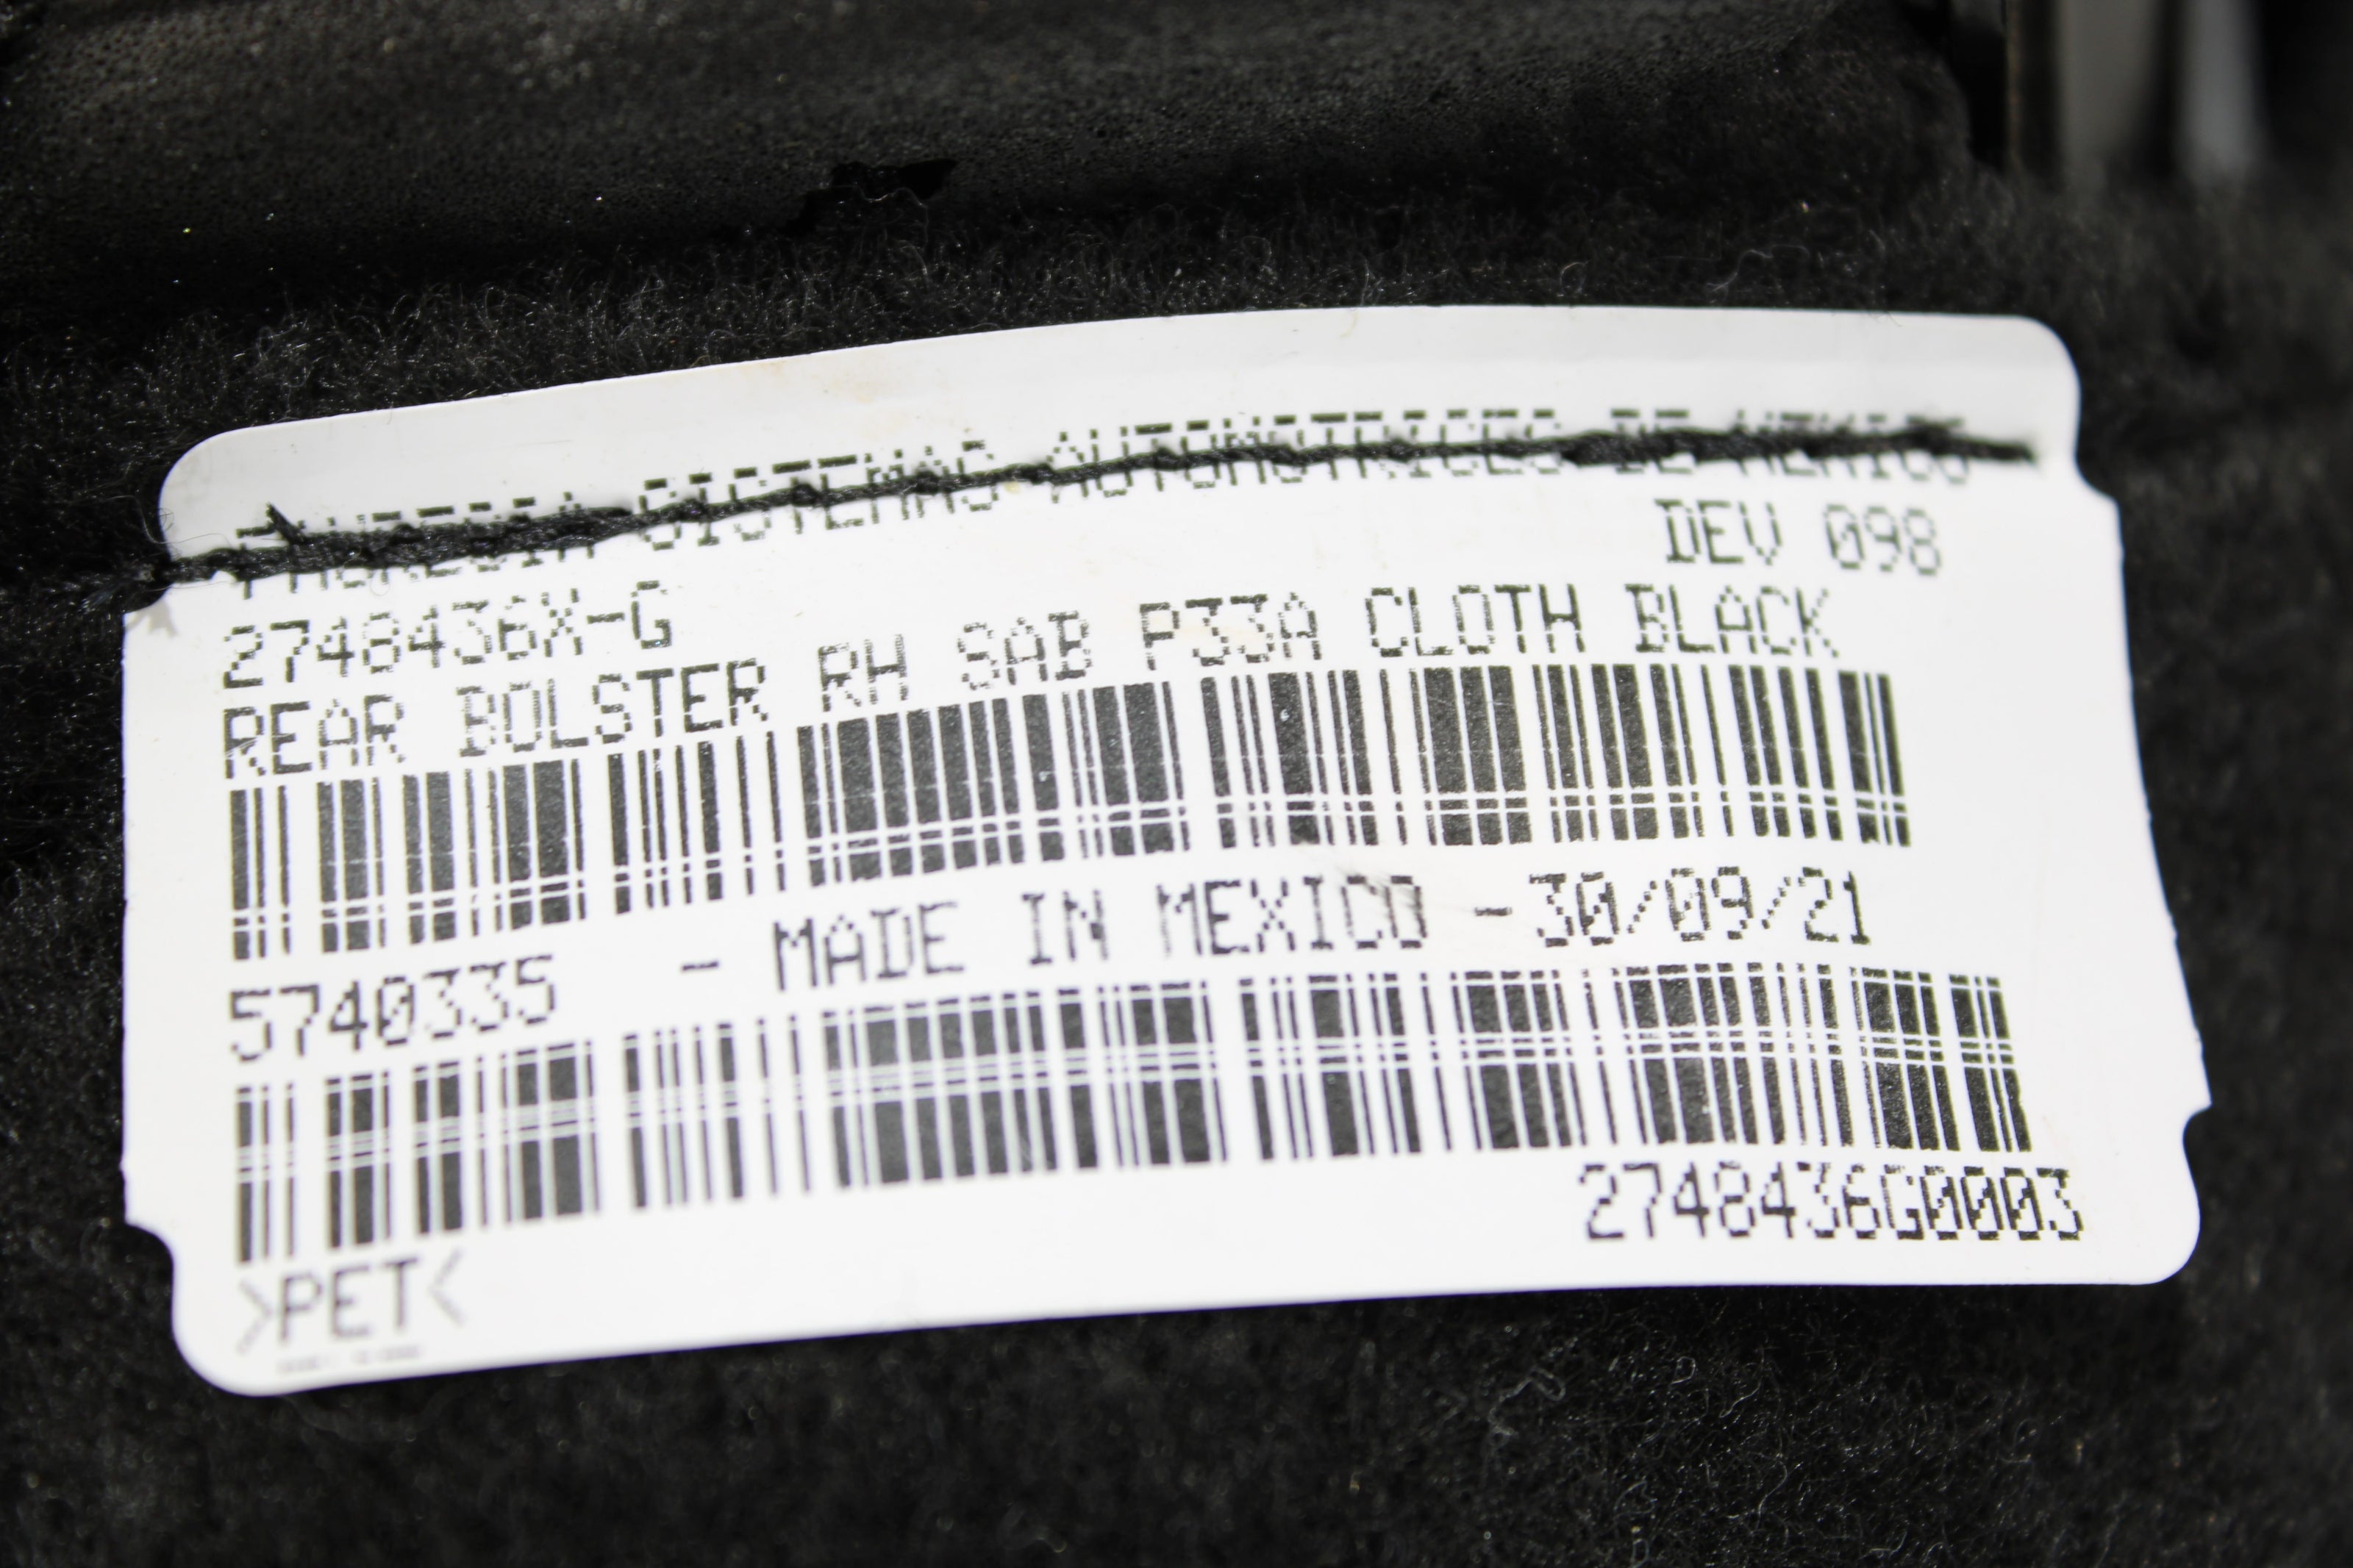 FAURECIA SISTEMAS AUTOMOTRICES DE MEXICO
DEV 098
2748436X-G
REAR BOLSTER RH SAB P33A CLOTH BLACK
5740335 - MADE IN MEXICO -30/09/21
2748436G0003
>PET<